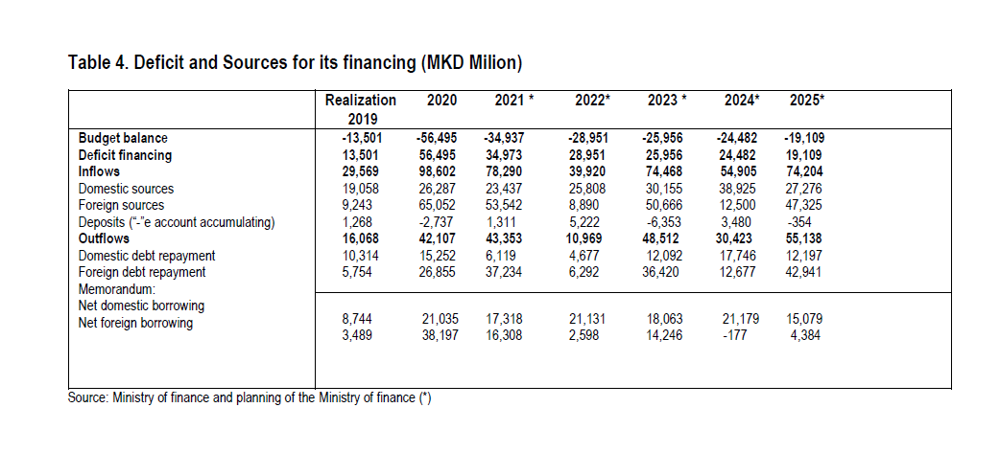 Table 4. Deficit and Sources for its financing (MKD Milion)
Realization 2019 2020 2021 * 2022* 2023 * 2024* 2025*
Budget balance -13,501 -56,495 -34,937 -28,951 -25,956 -24,482 -19,109
Deficit financing 13,501 56,495 34,973 28,951 25,956 24,482 19,109
Inflows 29,569 98,602 78,290 39,920 74,468 54,905 74,204
Domestic sources 19,058 26,287 23,437 25,808 30,155 38,925 27,276
Foreign sources 9,243 65,052 53,542 8,890 50,666 12,500 47,325
Deposits (“-”e account accumulating) 1,268 -2,737 1,311 5,222 -6,353 3,480 -354
Outflows 16,068 42,107 43,353 10,969 48,512 30,423 55,138
Domestic debt repayment 10,314 15,252 6,119 4,677 12,092 17,746 12,197
Foreign debt repayment 5,754 26,855 37,234 6,292 36,420 12,677 42,941
Memorandum:
Net domestic borrowing 8,744 21,035 17,318 21,131 18,063 21,179 15,079
Net foreign borrowing 3,489 38,197 16,308 2,598 14,246 -177 4,384
Source: Ministry of finance and planning of the Ministry of finance (*)